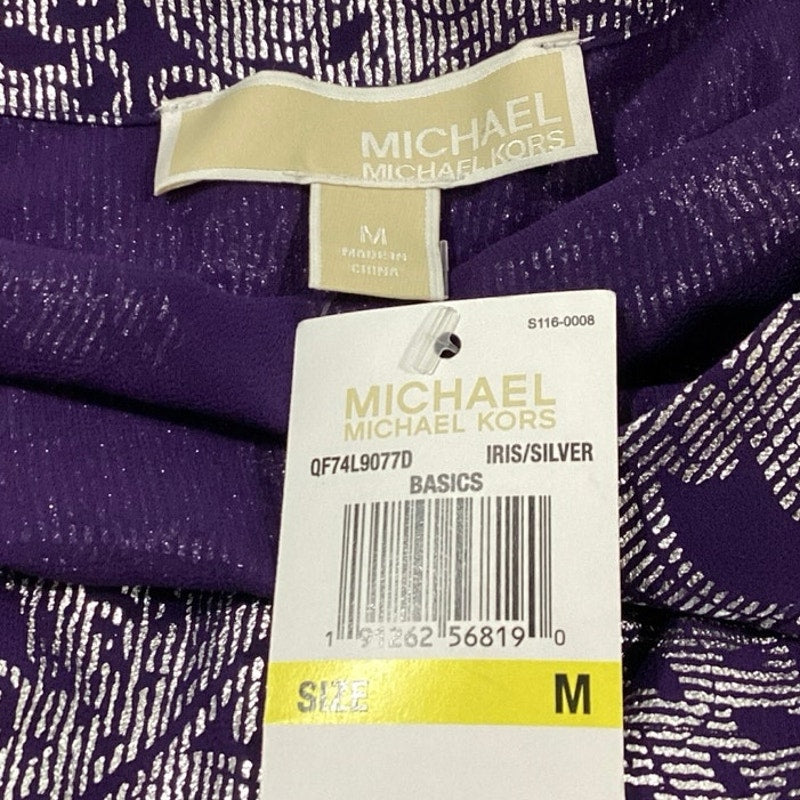 MICHAEL
MICHAEL KORS
M
MADE IN
CHINA
S116-0008
MICHAEL
MICHAEL KORS
QF74L9077D IRIS/SILVER
BASICS
1 91262 56819 0
SIZE M